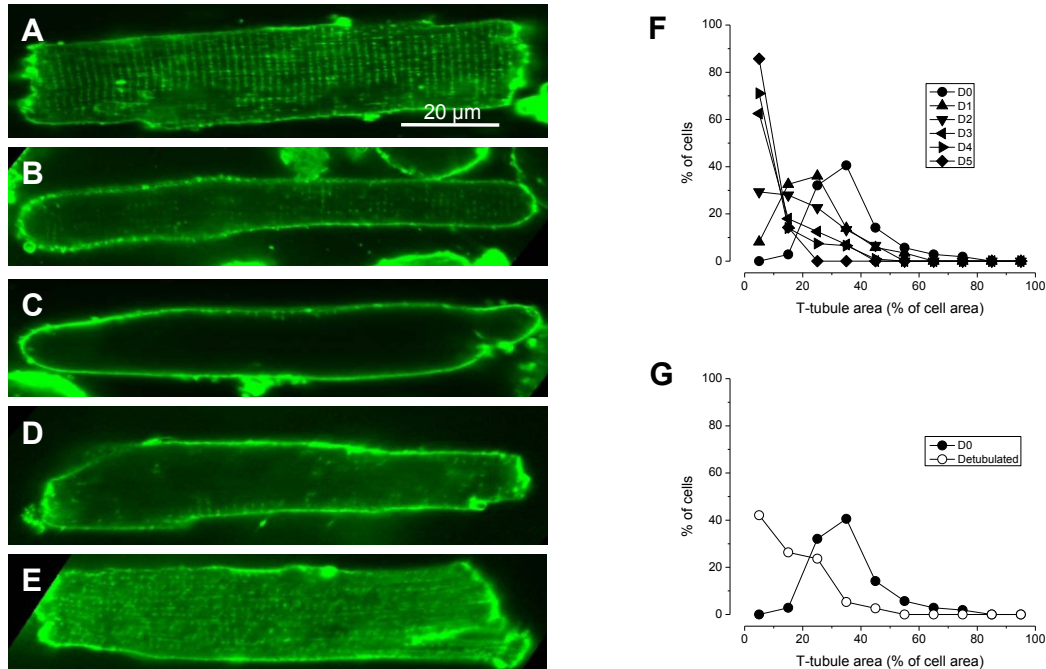 A
20 µm
B
C
D
E
F
100
80
60
40
20
0
% of cells
D0
D1
D2
D3
D4
D5
0 20 40 60 80 100
T-tubule area (% of cell area)
G
100
80
60
40
20
0
% of cells
D0
Detubulated
0 20 40 60 80 100
T-tubule area (% of cell area)